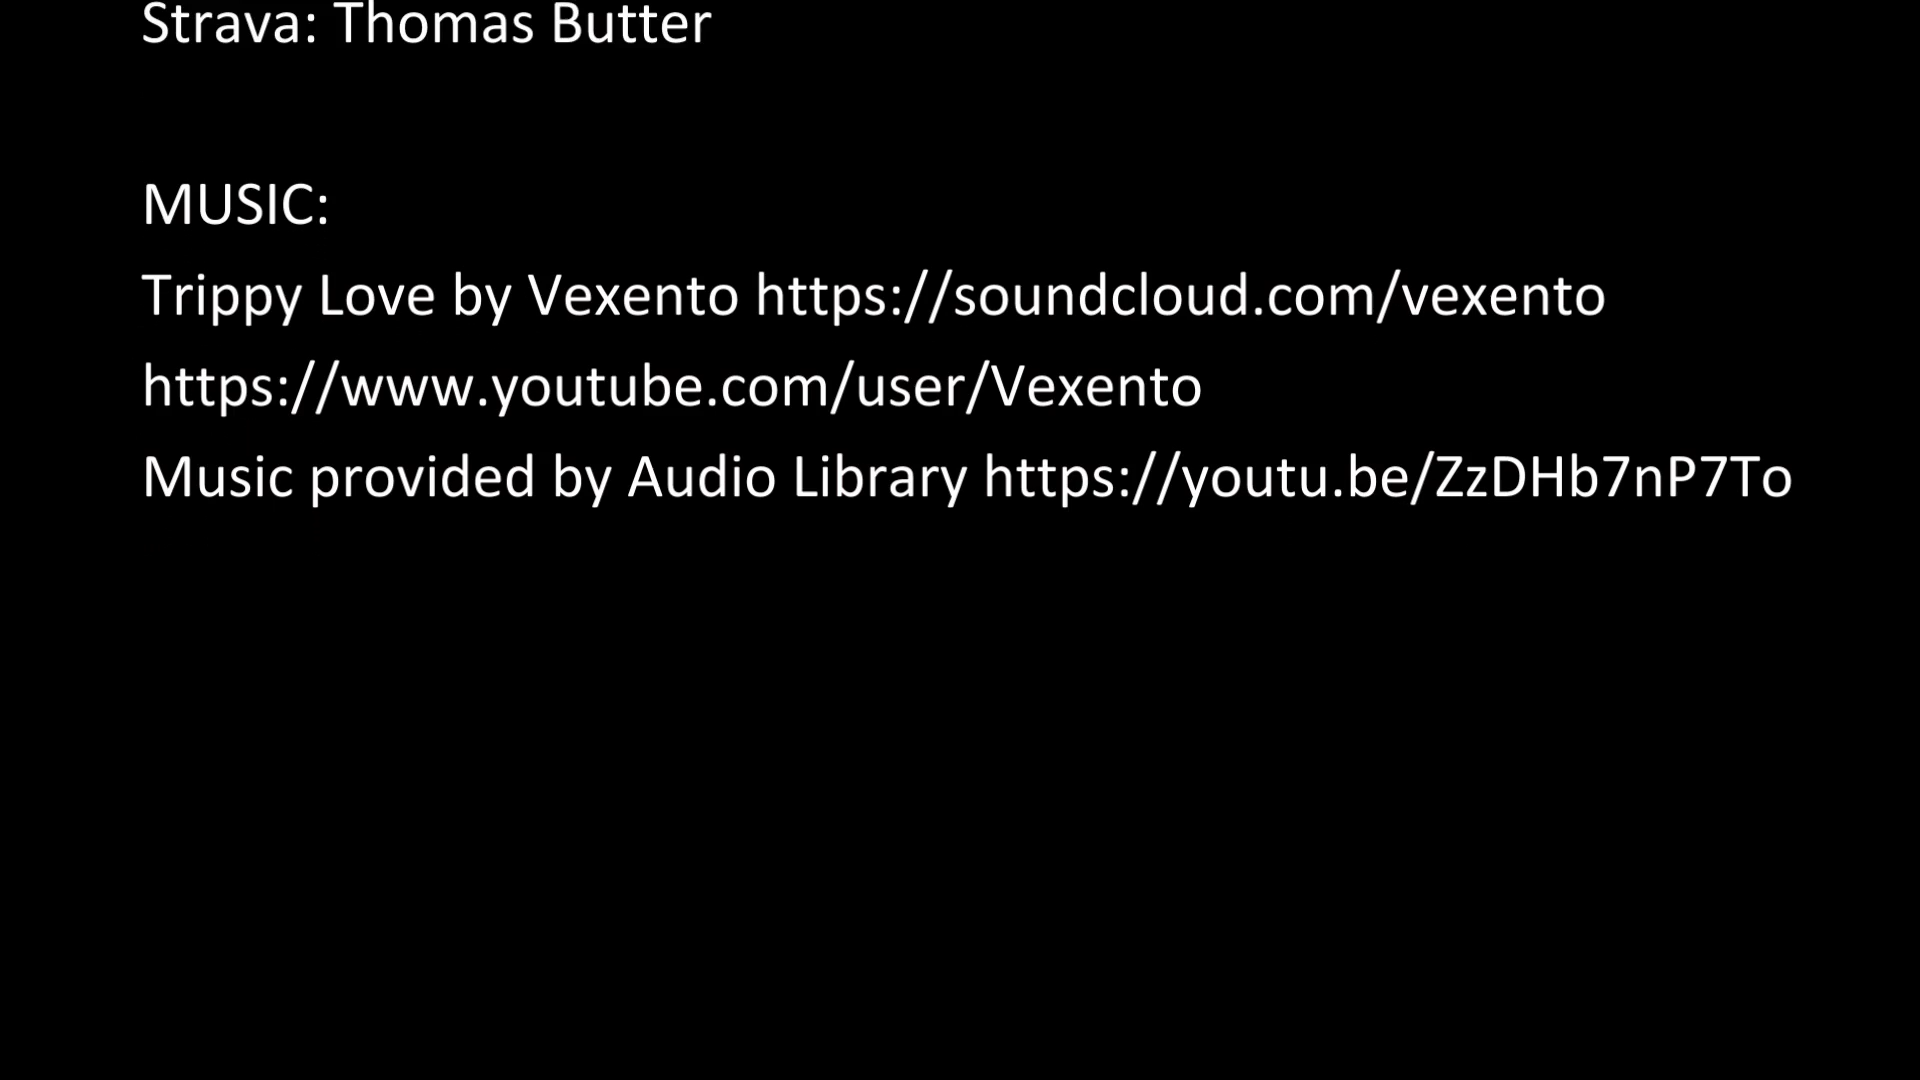 Strava: Thomas Butter
MUSIC:
Trippy Love by Vexento https://soundcloud.com/vexento
https://www.youtube.com/user/Vexento
Music provided by Audio Library https://youtu.be/ZzDHb7nP7To